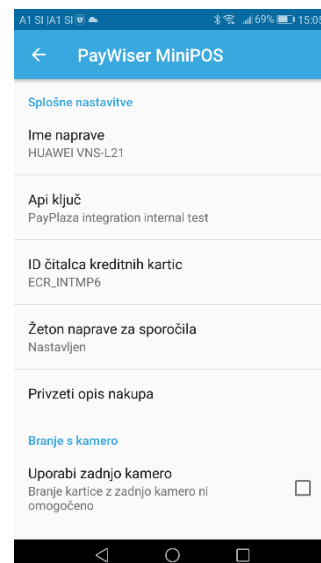 A1 SI |A1 SI 69% 15:05
PayWiser MiniPOS
Splošne nastavitve
Ime naprave
HUAWEI VNS-L21
Api ključ
PayPlaza integration internal test
ID čitalca kreditnih kartic
ECR_INTMP6
Žeton naprave za sporočila
Nastavljen
Privzeti opis nakupa
Branje s kamero
Uporabi zadnjo kamero
Branje kartice z zadnjo kamero ni
omogočeno